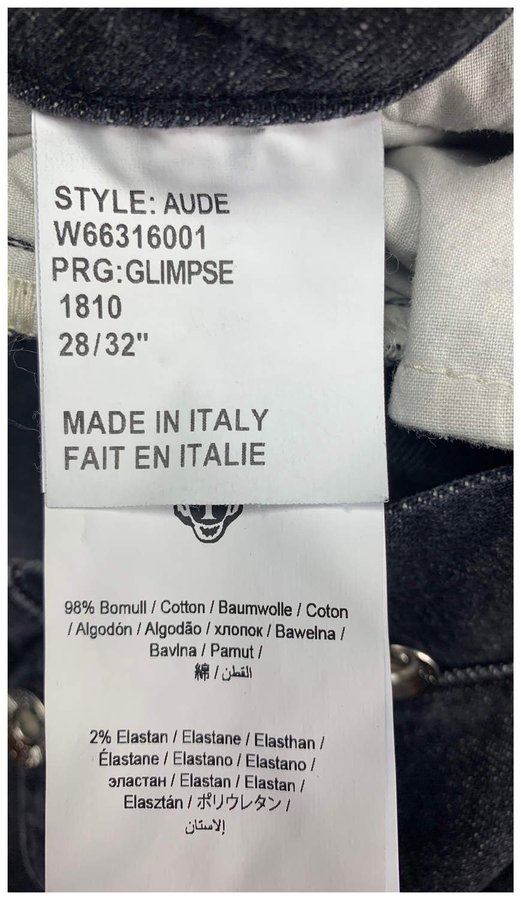 STYLE: AUDE
W66316001
PRG:GLIMPSE
1810
28/32"
MADE IN ITALY
FAIT EN ITALIE
98% Bomull / Cotton / Baumwolle / Coton
/ Algodón / Algodão / хлопок / Bawelna /
Bavlna / Pamut /
綿 / القطن
2% Elastan / Elastane / Elasthan /
Élastane / Elastano / Elastano /
эластан / Elastan / Elastan /
Elasztán / ポリウレタン /
إلاستان